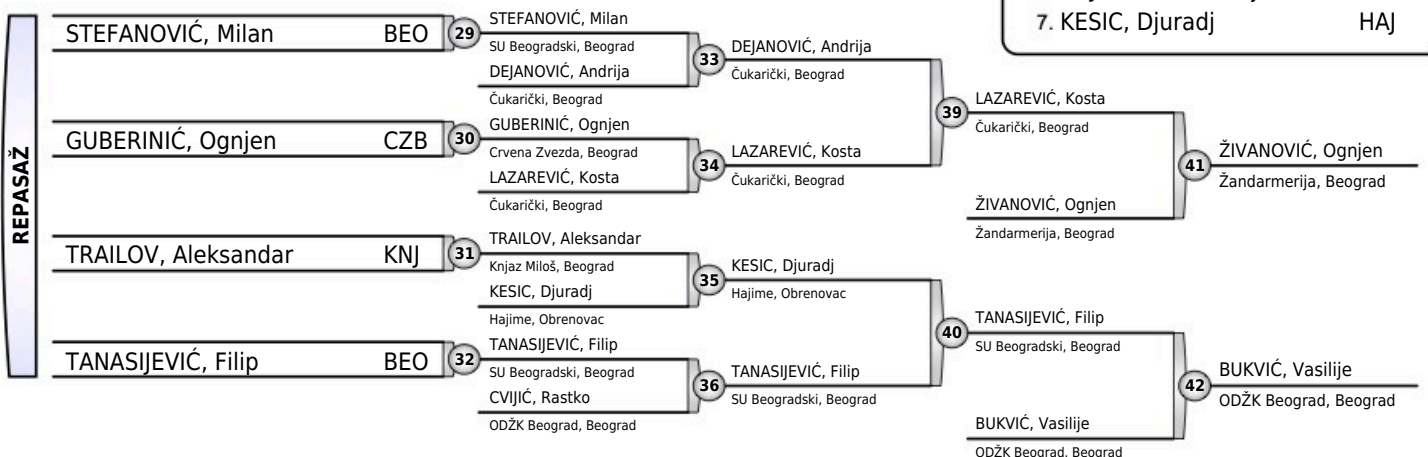 7. KESIC, Djuradj HAJ
REPASAŽ
STEFANOVIĆ, Milan BEO
29
STEFANOVIĆ, Milan
SU Beogradski, Beograd
DEJANOVIĆ, Andrija
Čukarički, Beograd
33
DEJANOVIĆ, Andrija
Čukarički, Beograd
GUBERINIĆ, Ognjen CZB
30
GUBERINIĆ, Ognjen
Crvena Zvezda, Beograd
LAZAREVIĆ, Kosta
Čukarički, Beograd
34
LAZAREVIĆ, Kosta
Čukarički, Beograd
39
LAZAREVIĆ, Kosta
Čukarički, Beograd
ŽIVANOVIĆ, Ognjen
Žandarmerija, Beograd
41
ŽIVANOVIĆ, Ognjen
Žandarmerija, Beograd
TRAILOV, Aleksandar KNJ
31
TRAILOV, Aleksandar
Knjaz Miloš, Beograd
KESIC, Djuradj
Hajime, Obrenovac
35
KESIC, Djuradj
Hajime, Obrenovac
TANASIJEVIĆ, Filip BEO
32
TANASIJEVIĆ, Filip
SU Beogradski, Beograd
CVIJIĆ, Rastko
ODŽK Beograd, Beograd
36
TANASIJEVIĆ, Filip
SU Beogradski, Beograd
40
TANASIJEVIĆ, Filip
SU Beogradski, Beograd
BUKVIĆ, Vasilije
ODŽK Beograd, Beograd
42
BUKVIĆ, Vasilije
ODŽK Beograd, Beograd